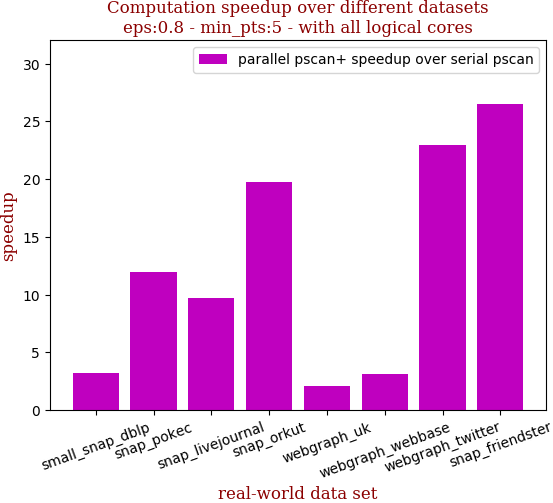 Computation speedup over different datasets
eps:0.8 - min_pts:5 - with all logical cores
parallel pscan+ speedup over serial pscan
speedup
30
25
20
15
10
5
0
small_snap_dblp
snap_pokec
snap_livejournal
snap_orkut
webgraph_uk
webgraph_webbase
webgraph_twitter
snap_friendster
real-world data set